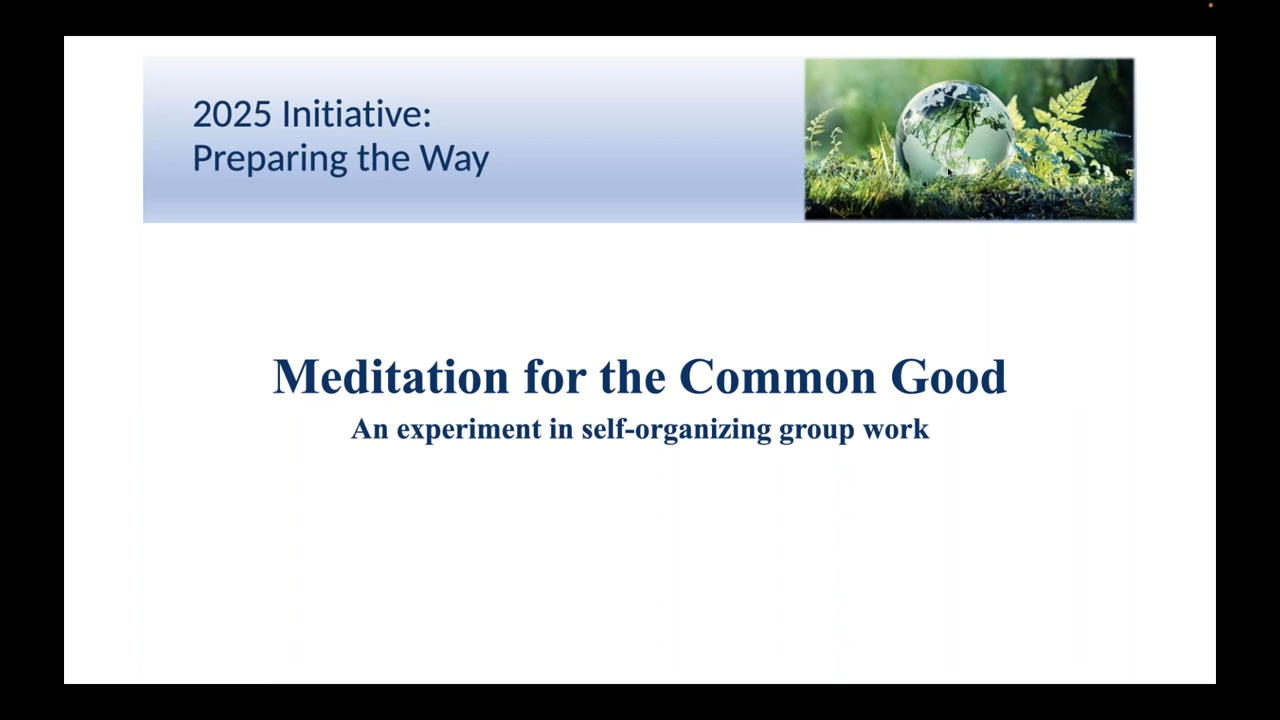 2025 Initiative:
Preparing the Way
Meditation for the Common Good
An experiment in self-organizing group work